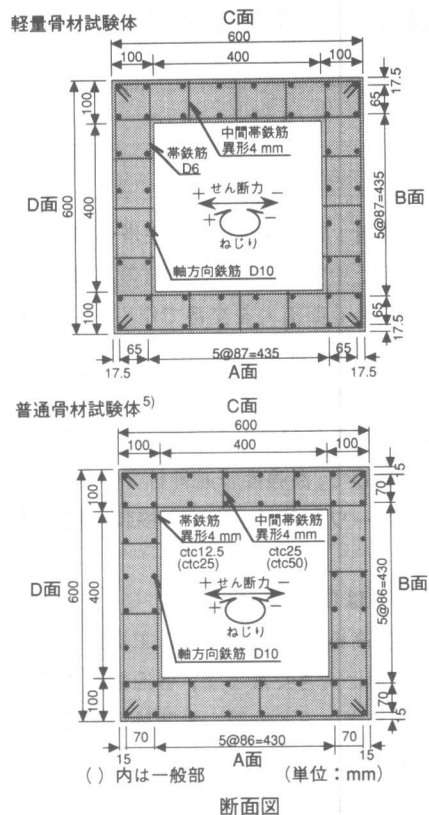 軽量骨材試験体
C面
600
100 400 100
17.5
65
100
中間帯鉄筋
異形4 mm
帯鉄筋
D6
D面
600
400
+ せん断力 −
+ −
ねじり
5@87=435
B面
軸方向鉄筋 D10
100
65
17.5
65 5@87=435 65
17.5 A面 17.5
普通骨材試験体5)
C面
600
100 400 100
15
70
100
帯鉄筋
異形4 mm
ctc12.5
(ctc25)
中間帯鉄筋
異形4 mm
ctc25
(ctc50)
D面
600
400
+ せん断力 −
+ −
ねじり
5@86=430
B面
軸方向鉄筋 D10
100
70
15
70 5@86=430 70
15 A面 15
( ) 内は一般部 (単位：mm)
断面図